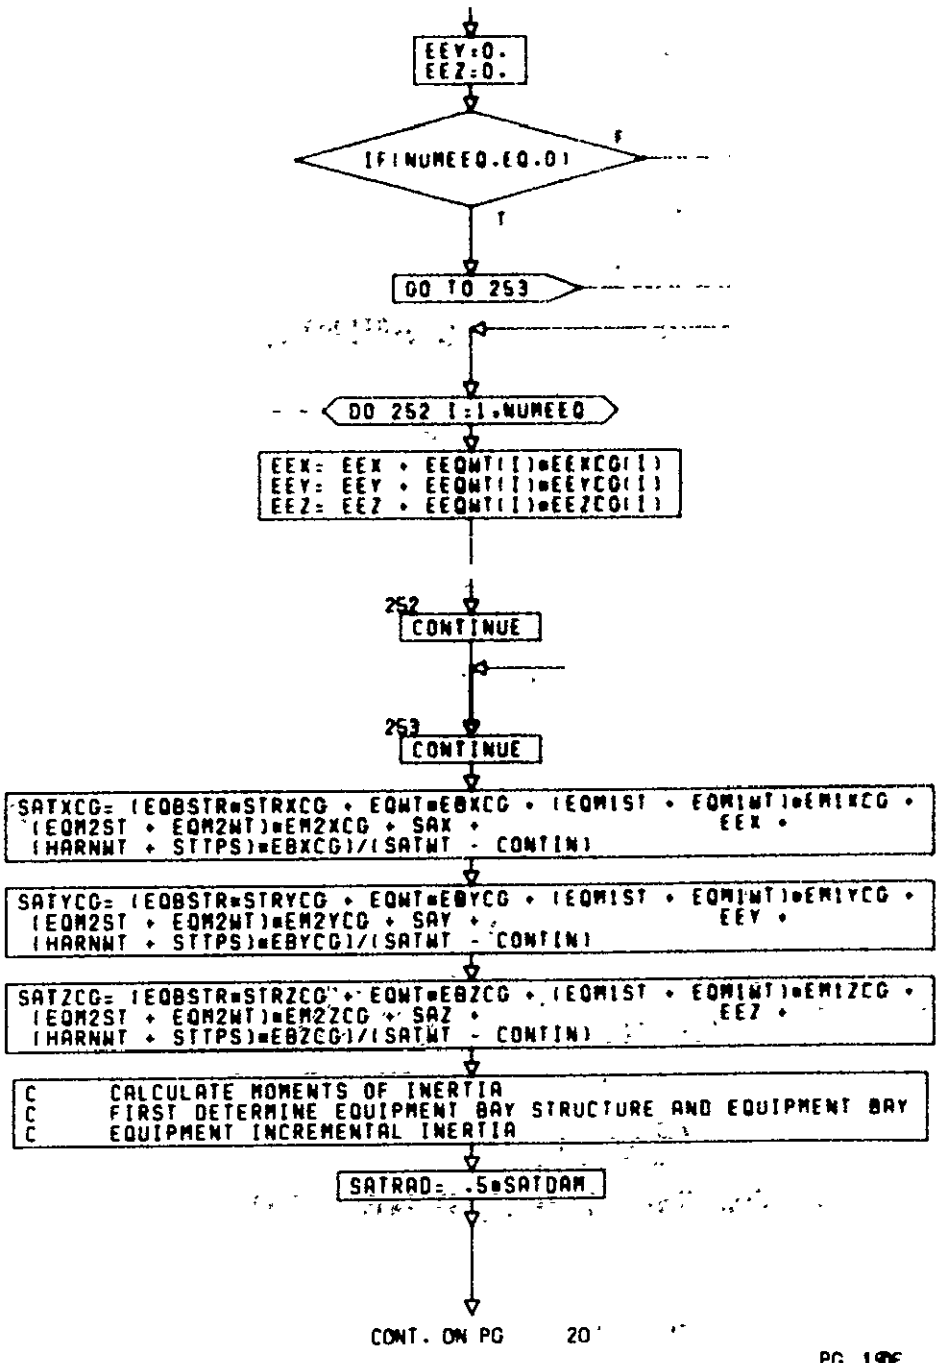 EEY=0.
EEZ=0.
F
IF(NUMEEQ.EQ.0)
T
GO TO 253
DO 252 I=1,NUMEEQ
EEX= EEX + EEQWT(I)*EEXCG(I)
EEY= EEY + EEQWT(I)*EEYCG(I)
EEZ= EEZ + EEQWT(I)*EEZCG(I)
252
CONTINUE
253
CONTINUE
SATXCG= (EQBSTR*STRXCG + EQWT*EBXCG + (EQM1ST + EQM1WT)*EM1XCG +
(EQM2ST + EQM2WT)*EM2XCG + SAX + EEX +
(HARNWT + STTPS)*EBXCG)/(SATWT - CONTIN)
SATYCG= (EQBSTR*STRYCG + EQWT*EBYCG + (EQM1ST + EQM1WT)*EM1YCG +
(EQM2ST + EQM2WT)*EM2YCG + SAY + EEY +
(HARNWT + STTPS)*EBYCG)/(SATWT - CONTIN)
SATZCG= (EQBSTR*STRZCG + EQWT*EBZCG + (EQM1ST + EQM1WT)*EM1ZCG +
(EQM2ST + EQM2WT)*EM2ZCG + SAZ + EEZ +
(HARNWT + STTPS)*EBZCG)/(SATWT - CONTIN)
C CALCULATE MOMENTS OF INERTIA
C FIRST DETERMINE EQUIPMENT BAY STRUCTURE AND EQUIPMENT BAY
C EQUIPMENT INCREMENTAL INERTIA
SATRAD= .5*SATDAM
CONT. ON PG 20
PG